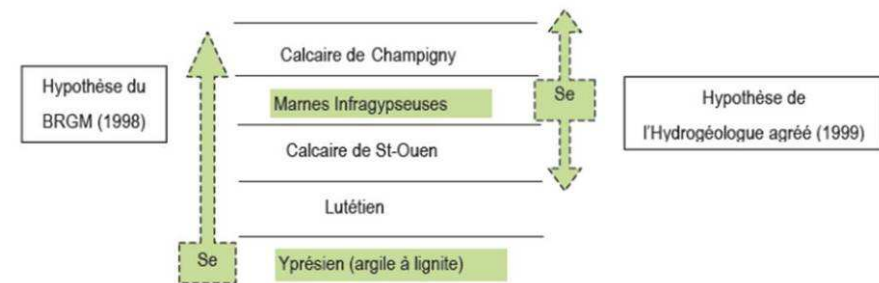 Calcaire de Champigny
Hypothèse du
BRGM (1998)
Marnes Infragypseuses
Se
Hypothèse de
l'Hydrogéologue agréé (1999)
Calcaire de St-Ouen
Lutétien
Se
Yprésien (argile à lignite)